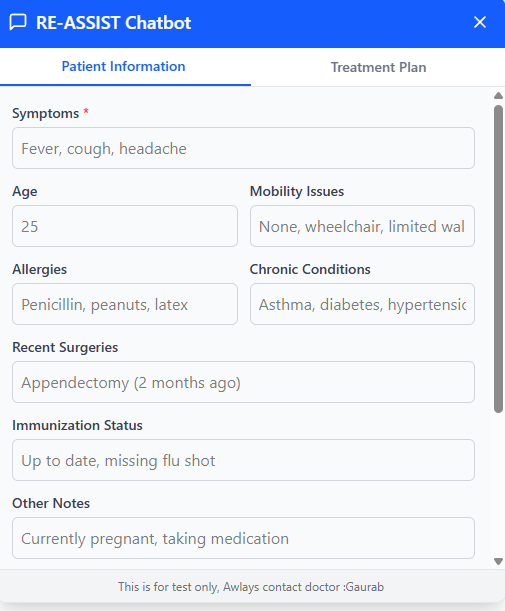 RE-ASSIST Chatbot
Patient Information
Treatment Plan
Symptoms *
Fever, cough, headache
Age
Mobility Issues
25
None, wheelchair, limited wal
Allergies
Chronic Conditions
Penicillin, peanuts, latex
Asthma, diabetes, hypertensic
Recent Surgeries
Appendectomy (2 months ago)
Immunization Status
Up to date, missing flu shot
Other Notes
Currently pregnant, taking medication
This is for test only, Awlays contact doctor :Gaurab